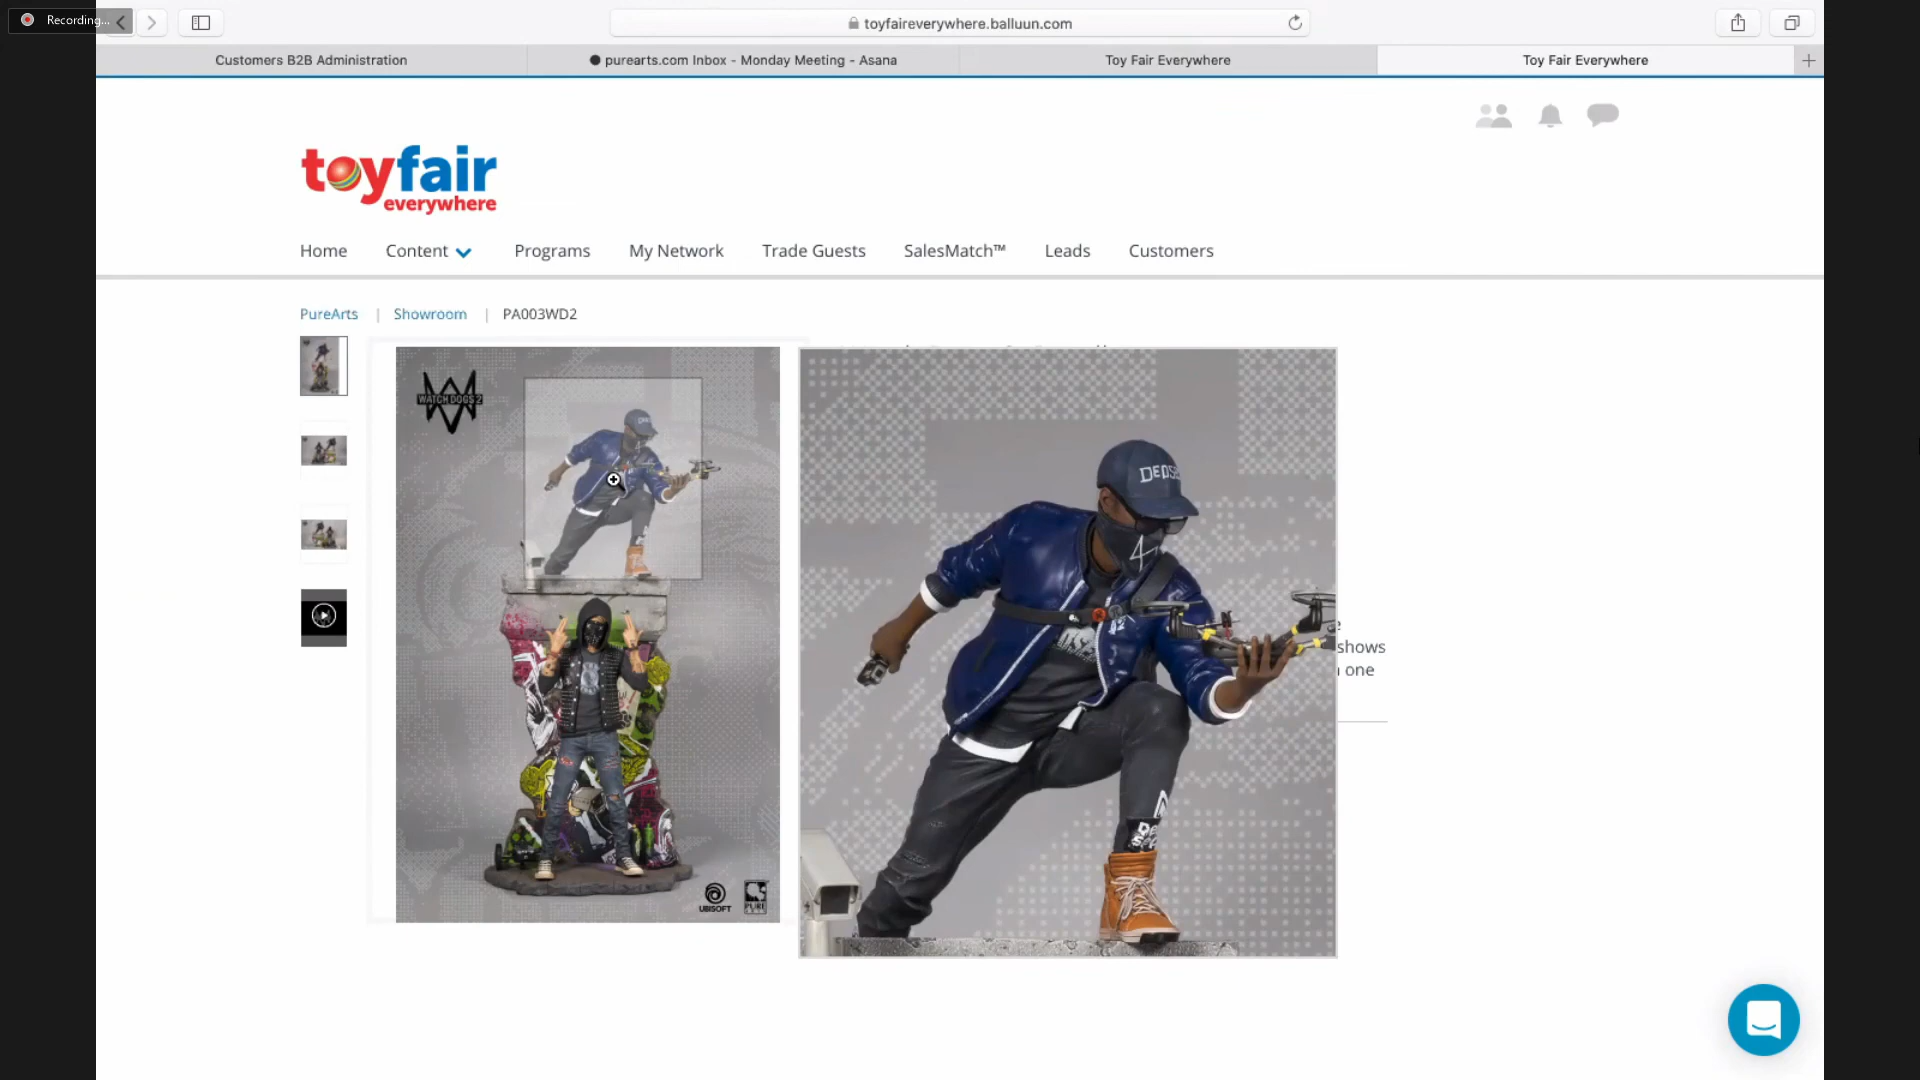 Recording...
toyfaireverywhere.balluun.com
Customers B2B Administration
purearts.com Inbox - Monday Meeting - Asana
Toy Fair Everywhere
Toy Fair Everywhere
toyfair
everywhere
Home
Content
Programs
My Network
Trade Guests
SalesMatch™
Leads
Customers
PureArts | Showroom | PA003WD2
WATCH DOGS 2
UBISOFT
PURE
ARTS
shows
one